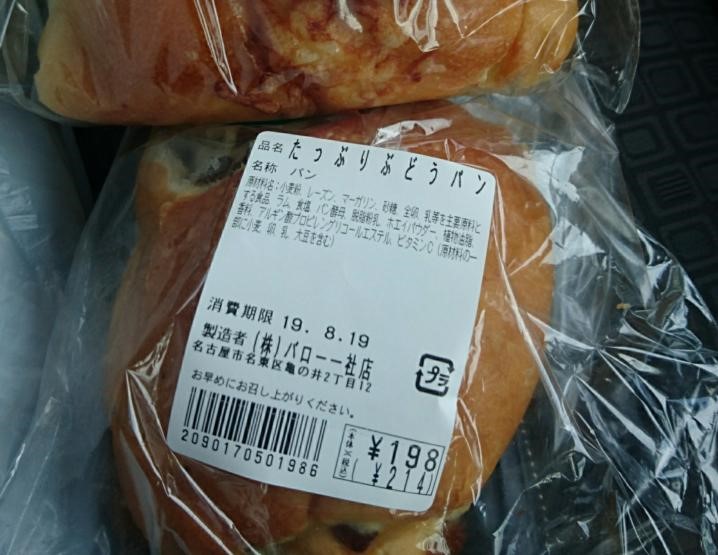 品名 たっぷりぶどうパン
名称 パン
原材料名：小麦粉、レーズン、マーガリン、砂糖、全卵、乳等を主要原料と
する食品、ラム、食塩、パン酵母、脱脂粉乳、ホエイパウダー、植物油脂、
香料、アルギン酸プロピレングリコールエステル、ビタミンC（原材料の一
部に小麦、卵、乳、大豆を含む）
消費期限 19. 8.19
製造者 (株)バロー一社店
名古屋市名東区亀の井2丁目12
プラ
お早めにお召し上がりください。
2090170501986
(本体 ¥198
×(税込) ( ¥214)